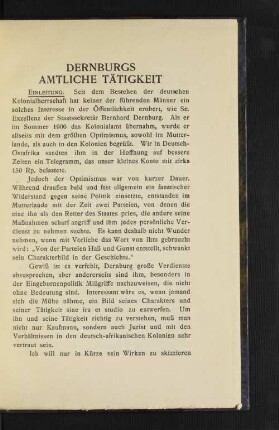 DERNBURGS
AMTLICHE TÄTIGKEIT
EINLEITUNG. Seit dem Bestehen der deutschen
Kolonialherrschaft hat keiner der führenden Männer ein
solches Interesse in der Öffentlichkeit erobert, wie Se.
Exzellenz der Staatssekretär Bernhard Dernburg. Als er
im Sommer 1906 das Kolonialamt übernahm, wurde er
allseits mit dem größten Optimismus, sowohl im Mutter-
lande, als auch in den Kolonien begrüßt. Wir in Deutsch-
Ostafrika sandten ihm in der Hoffnung auf bessere
Zeiten ein Telegramm, das unser kleines Konto mit zirka
150 Rp. belastete.
Jedoch der Optimismus war von kurzer Dauer.
Während draußen bald und fest allgemein ein fanatischer
Widerstand gegen seine Politik einsetzte, entstanden im
Mutterlande mit der Zeit zwei Parteien, von denen die
eine ihn als den Retter des Staates pries, die andere seine
Maßnahmen scharf angriff und ihm jedes persönliche Ver-
dienst zu nehmen suchte. Es kann deshalb nicht Wunder
nehmen, wenn mit Vorliebe das Wort von ihm gebraucht
wird: „Von der Parteien Haß und Gunst entstellt, schwankt
sein Charakterbild in der Geschichte.“
Gewiß ist es verfehlt, Dernburg große Verdienste
abzusprechen, aber andererseits sind ihm, besonders in
der Eingeborenenpolitik Mißgriffe nachzuweisen, die nicht
ohne Bedeutung sind. Interessant wäre es, wenn jemand
sich die Mühe nähme, ein Bild seines Charakters und
seiner Tätigkeit sine ira et studio zu entwerfen. Um
ihn und seine Tätigkeit richtig zu verstehen, muß man
nicht nur Kaufmann, sondern auch Jurist und mit den
Verhältnissen in den deutsch-afrikanischen Kolonien sehr
vertraut sein.
Ich will nur in Kürze sein Wirken zu skizzieren